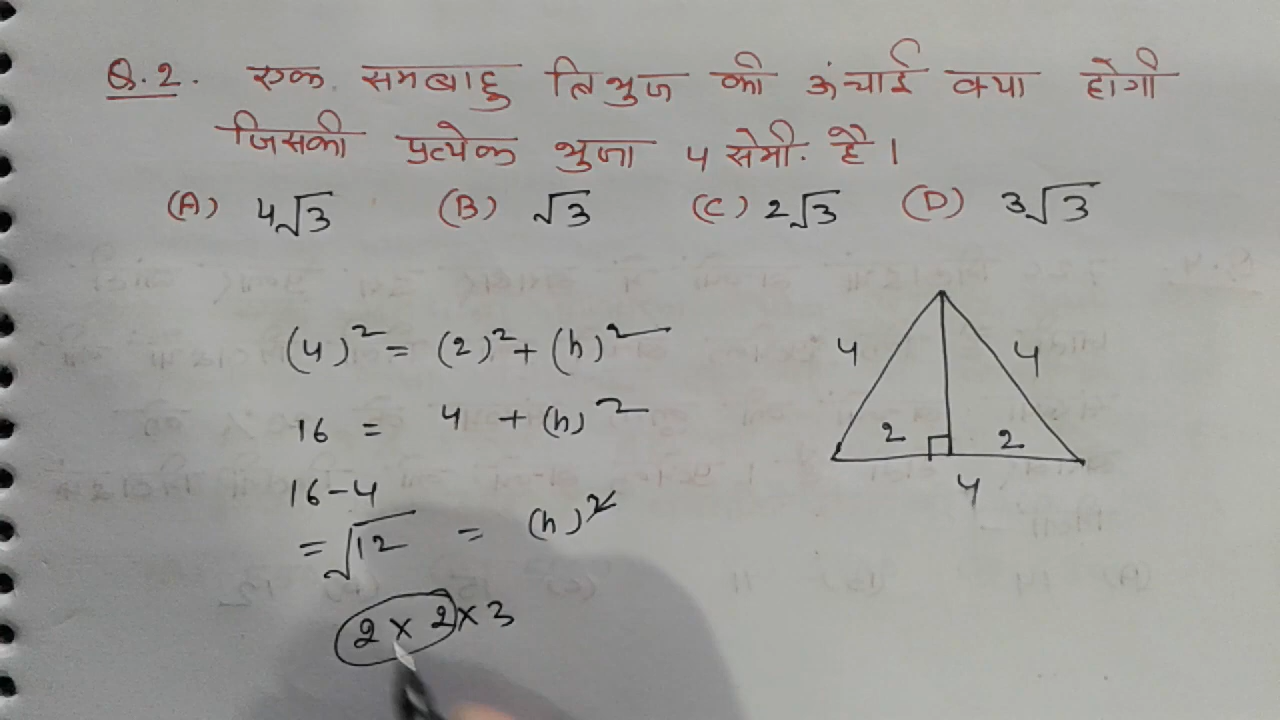 Q.2. एक समबाहु त्रिभुज की ऊंचाई क्या होगी
जिसकी प्रत्येक भुजा 4 सेमी. है।
(A) 4√3 (B) √3 (C) 2√3 (D) 3√3
(4)² = (2)² + (h)²
16 = 4 + (h)²
16-4
= √12 = (h)²
2 × 2 × 3
4 4
2 2
4